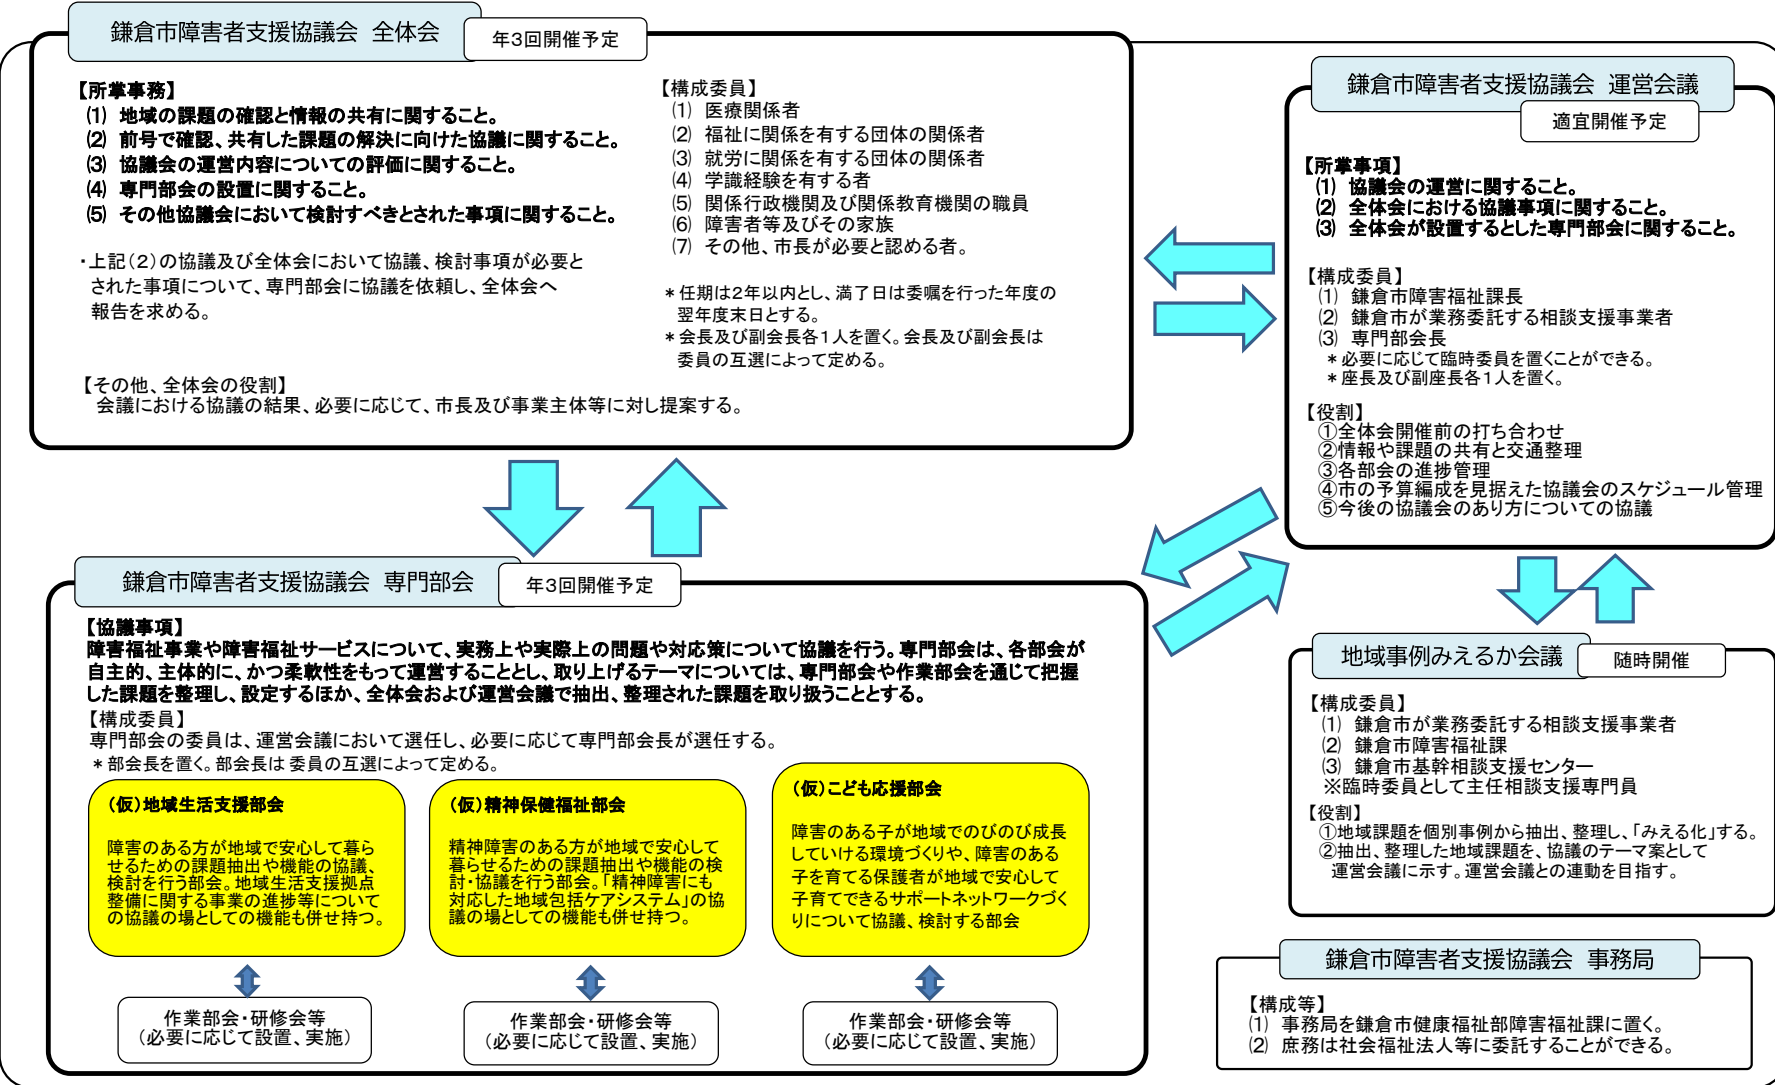 鎌倉市障害者支援協議会 全体会
年3回開催予定
【所掌事務】
(1) 地域の課題の確認と情報の共有に関すること。
(2) 前号で確認、共有した課題の解決に向けた協議に関すること。
(3) 協議会の運営内容についての評価に関すること。
(4) 専門部会の設置に関すること。
(5) その他協議会において検討すべきとされた事項に関すること。
・上記(2)の協議及び全体会において協議、検討事項が必要と
された事項について、専門部会に協議を依頼し、全体会へ
報告を求める。
【構成委員】
(1) 医療関係者
(2) 福祉に関係を有する団体の関係者
(3) 就労に関係を有する団体の関係者
(4) 学識経験を有する者
(5) 関係行政機関及び関係教育機関の職員
(6) 障害者等及びその家族
(7) その他、市長が必要と認める者。
＊任期は2年以内とし、満了日は委嘱を行った年度の
翌年度末日とする。
＊会長及び副会長各1人を置く。会長及び副会長は
委員の互選によって定める。
【その他、全体会の役割】
会議における協議の結果、必要に応じて、市長及び事業主体等に対し提案する。
鎌倉市障害者支援協議会 運営会議
適宜開催予定
【所掌事項】
(1) 協議会の運営に関すること。
(2) 全体会における協議事項に関すること。
(3) 全体会が設置するとした専門部会に関すること。
【構成委員】
(1) 鎌倉市障害福祉課長
(2) 鎌倉市が業務委託する相談支援事業者
(3) 専門部会長
＊必要に応じて臨時委員を置くことができる。
＊座長及び副座長各1人を置く。
【役割】
①全体会開催前の打ち合わせ
②情報や課題の共有と交通整理
③各部会の進捗管理
④市の予算編成を見据えた協議会のスケジュール管理
⑤今後の協議会のあり方についての協議
鎌倉市障害者支援協議会 専門部会
年3回開催予定
【協議事項】
障害福祉事業や障害福祉サービスについて、実務上や実際上の問題や対応策について協議を行う。専門部会は、各部会が
自主的、主体的に、かつ柔軟性をもって運営することとし、取り上げるテーマについては、専門部会や作業部会を通じて把握
した課題を整理し、設定するほか、全体会および運営会議で抽出、整理された課題を取り扱うこととする。
【構成委員】
専門部会の委員は、運営会議において選任し、必要に応じて専門部会長が選任する。
＊部会長を置く。部会長は 委員の互選によって定める。
(仮)地域生活支援部会
障害のある方が地域で安心して暮ら
せるための課題抽出や機能の協議、
検討を行う部会。地域生活支援拠点
整備に関する事業の進捗等について
の協議の場としての機能も併せ持つ。
(仮)精神保健福祉部会
精神障害のある方が地域で安心して
暮らせるための課題抽出や機能の検
討・協議を行う部会。「精神障害にも
対応した地域包括ケアシステム」の協
議の場としての機能も併せ持つ。
(仮)こども応援部会
障害のある子が地域でのびのび成長
していける環境づくりや、障害のある
子を育てる保護者が地域で安心して
子育てできるサポートネットワークづく
りについて協議、検討する部会
作業部会・研修会等
(必要に応じて設置、実施)
作業部会・研修会等
(必要に応じて設置、実施)
作業部会・研修会等
(必要に応じて設置、実施)
地域事例みえるか会議
随時開催
【構成委員】
(1) 鎌倉市が業務委託する相談支援事業者
(2) 鎌倉市障害福祉課
(3) 鎌倉市基幹相談支援センター
※臨時委員として主任相談支援専門員
【役割】
①地域課題を個別事例から抽出、整理し、「みえる化」する。
②抽出、整理した地域課題を、協議のテーマ案として
運営会議に示す。運営会議との連動を目指す。
鎌倉市障害者支援協議会 事務局
【構成等】
(1) 事務局を鎌倉市健康福祉部障害福祉課に置く。
(2) 庶務は社会福祉法人等に委託することができる。